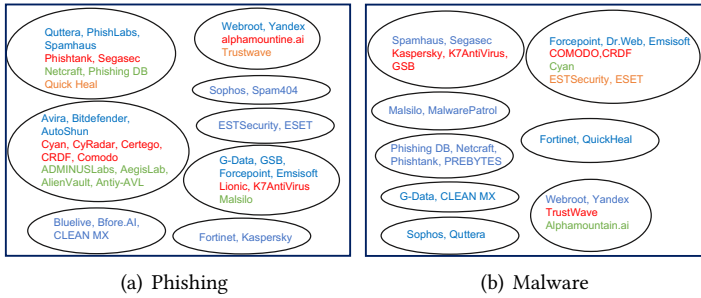 Quttera, PhishLabs,
Spamhaus
Phishtank, Segasec
Netcraft, Phishing DB
Quick Heal
Webroot, Yandex
alphamountine.ai
Trustwave
Sophos, Spam404
ESTSecurity, ESET
Avira, Bitdefender,
AutoShun
Cyan, CyRadar, Certego,
CRDF, Comodo
ADMINUSLabs, AegisLab,
AlienVault, Antiy-AVL
G-Data, GSB,
Forcepoint, Emsisoft
Lionic, K7AntiVirus
Malsilo
Bluelive, Bfore.AI,
CLEAN MX
Fortinet, Kaspersky
(a) Phishing
Spamhaus, Segasec
Kaspersky, K7AntiVirus,
GSB
Forcepoint, Dr.Web, Emsisoft
COMODO,CRDF
Cyan
ESTSecurity, ESET
Malsilo, MalwarePatrol
Fortinet, QuickHeal
Phishing DB, Netcraft,
Phishtank, PREBYTES
G-Data, CLEAN MX
Webroot, Yandex
TrustWave
Alphamountain.ai
Sophos, Quttera
(b) Malware